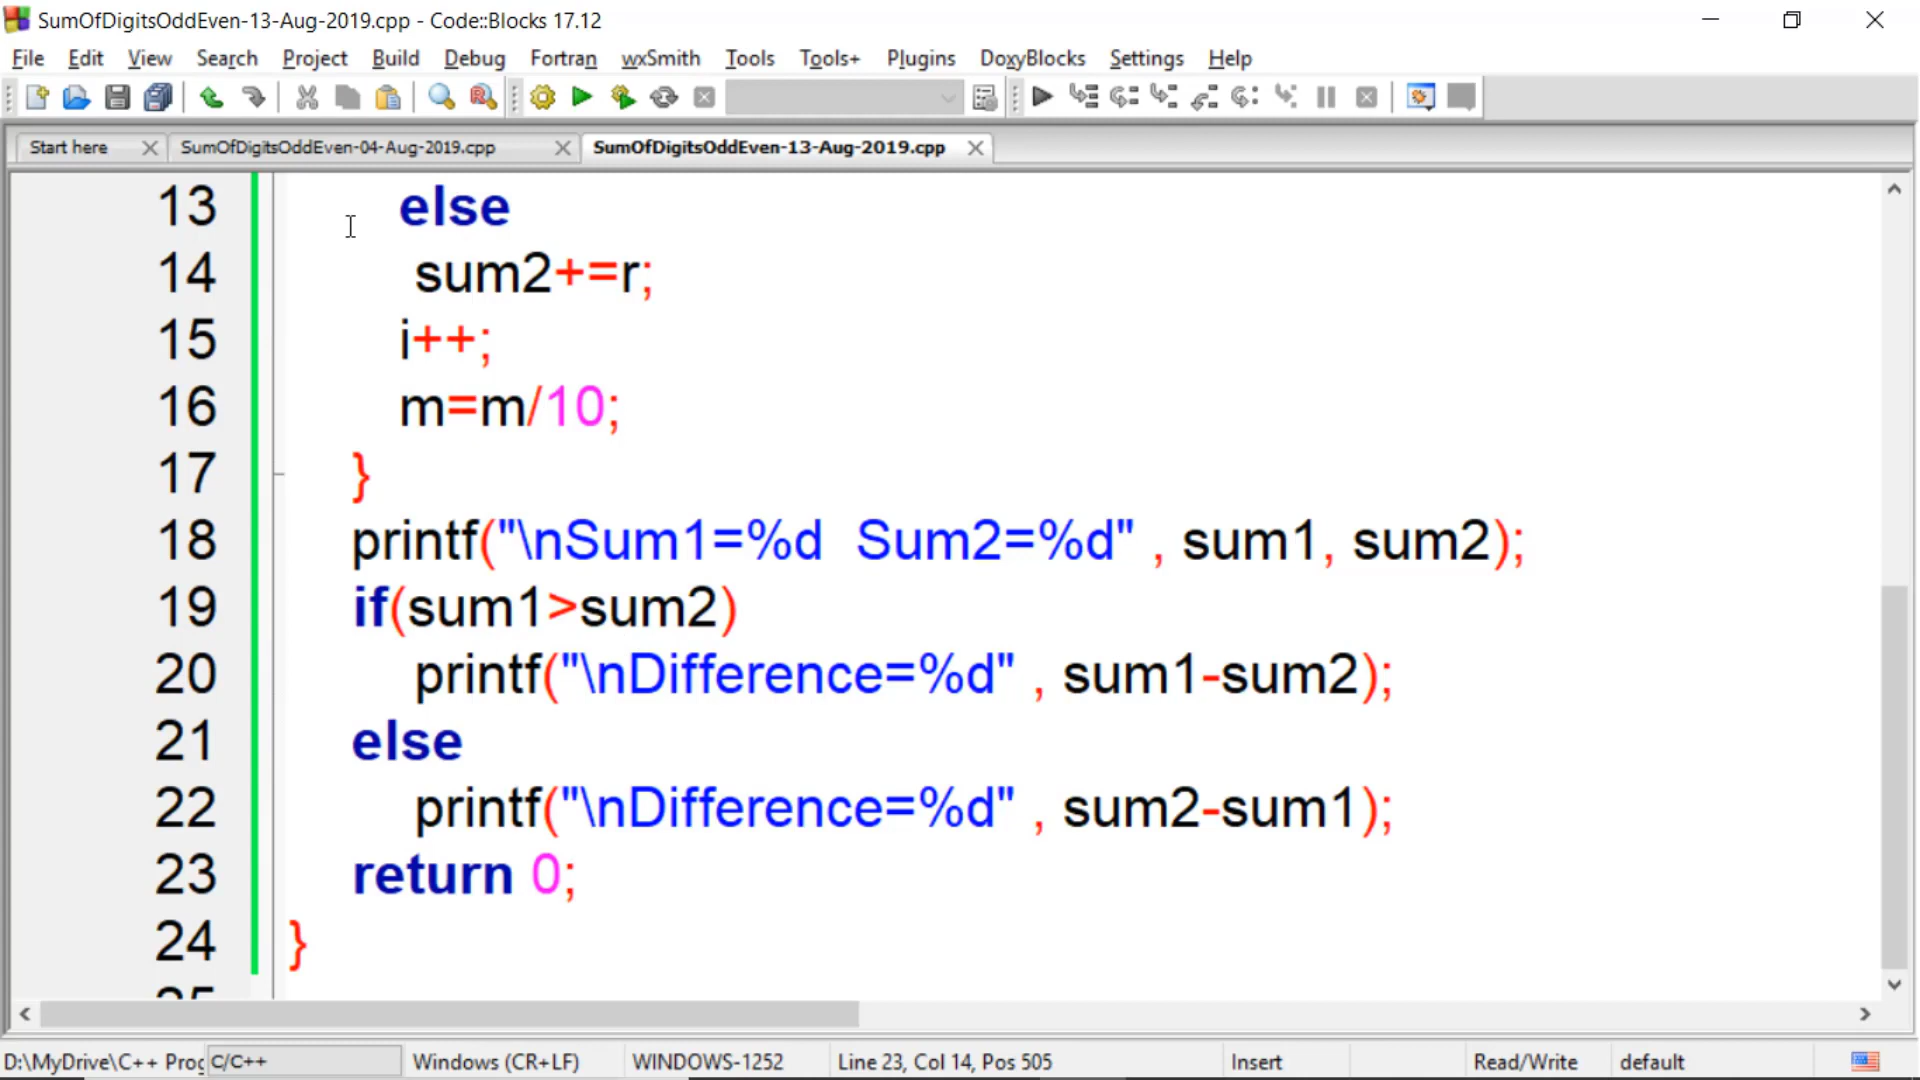 SumOfDigitsOddEven-13-Aug-2019.cpp - Code::Blocks 17.12
File Edit View Search Project Build Debug Fortran wxSmith Tools Tools+ Plugins DoxyBlocks Settings Help
Start here SumOfDigitsOddEven-04-Aug-2019.cpp SumOfDigitsOddEven-13-Aug-2019.cpp
13 else
14 sum2+=r;
15 i++;
16 m=m/10;
17 }
18 printf("\nSum1=%d  Sum2=%d" , sum1, sum2);
19 if(sum1>sum2)
20 printf("\nDifference=%d" , sum1-sum2);
21 else
22 printf("\nDifference=%d" , sum2-sum1);
23 return 0;
24 }
25
D:\MyDrive\C++ Prog C/C++ Windows (CR+LF) WINDOWS-1252 Line 23, Col 14, Pos 505 Insert Read/Write default